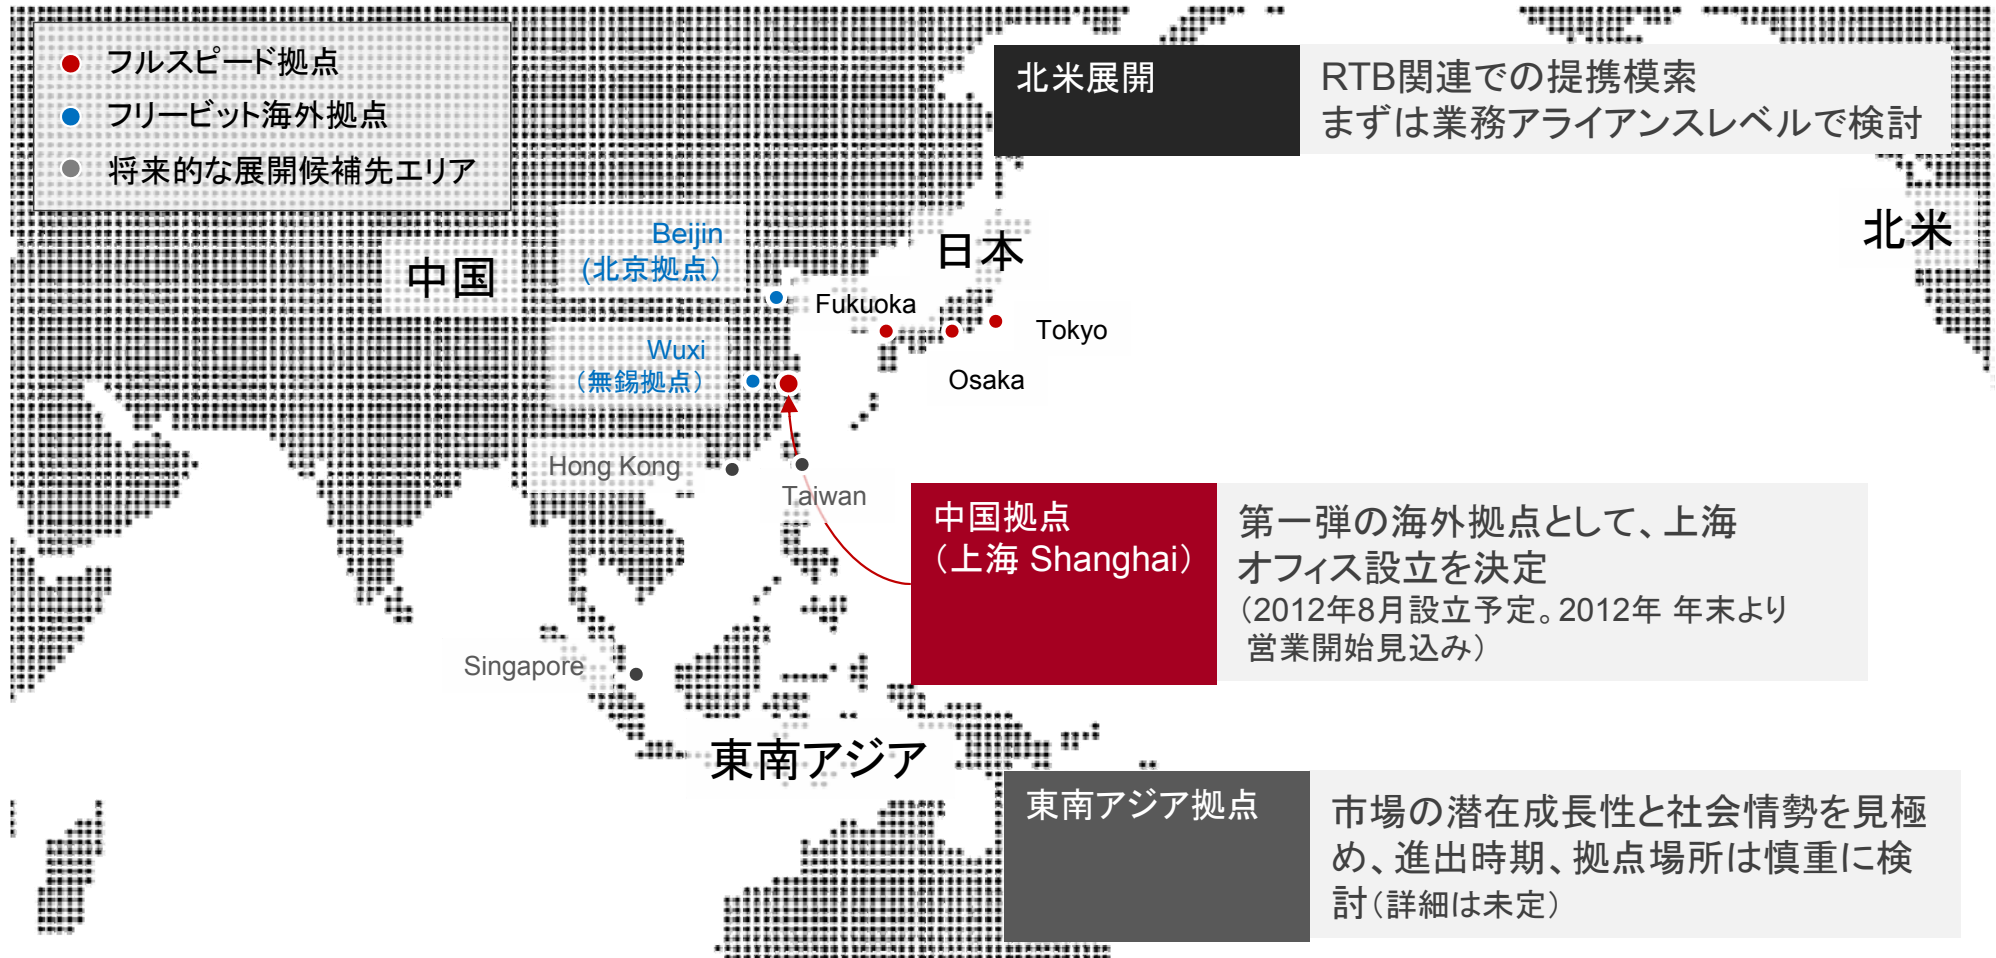 フルスピード拠点
フリービット海外拠点
将来的な展開候補先エリア
北米展開
RTB関連での提携模索
まずは業務アライアンスレベルで検討
北米
中国
Beijin
(北京拠点）
日本
Fukuoka
Tokyo
Osaka
Wuxi
（無錫拠点）
Hong Kong
Taiwan
中国拠点
（上海 Shanghai）
第一弾の海外拠点として、上海
オフィス設立を決定
（2012年8月設立予定。2012年 年末より
営業開始見込み）
Singapore
東南アジア
東南アジア拠点
市場の潜在成長性と社会情勢を見極
め、進出時期、拠点場所は慎重に検
討（詳細は未定）